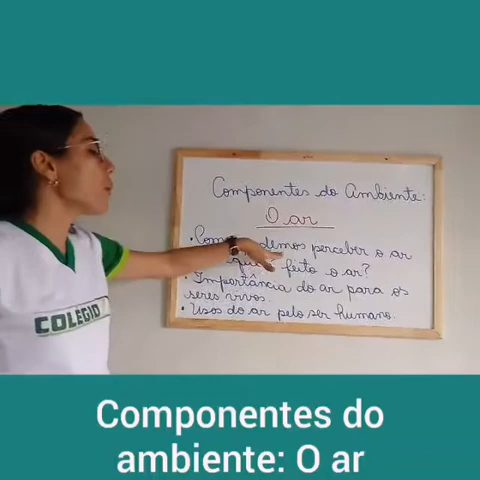 Componentes do Ambiente:
O ar
• demos perceber o ar
feito o ar?
• Importância do ar para os
seres vivos.
• Usos do ar pelo ser humano.
COLÉGIO
Componentes do
ambiente: O ar